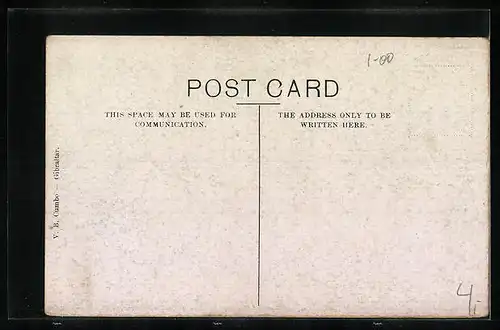 1-00
POST CARD
THIS SPACE MAY BE USED FOR
COMMUNICATION.
THE ADDRESS ONLY TO BE
WRITTEN HERE.
V. B. Cumbo — Gibraltar.
4,